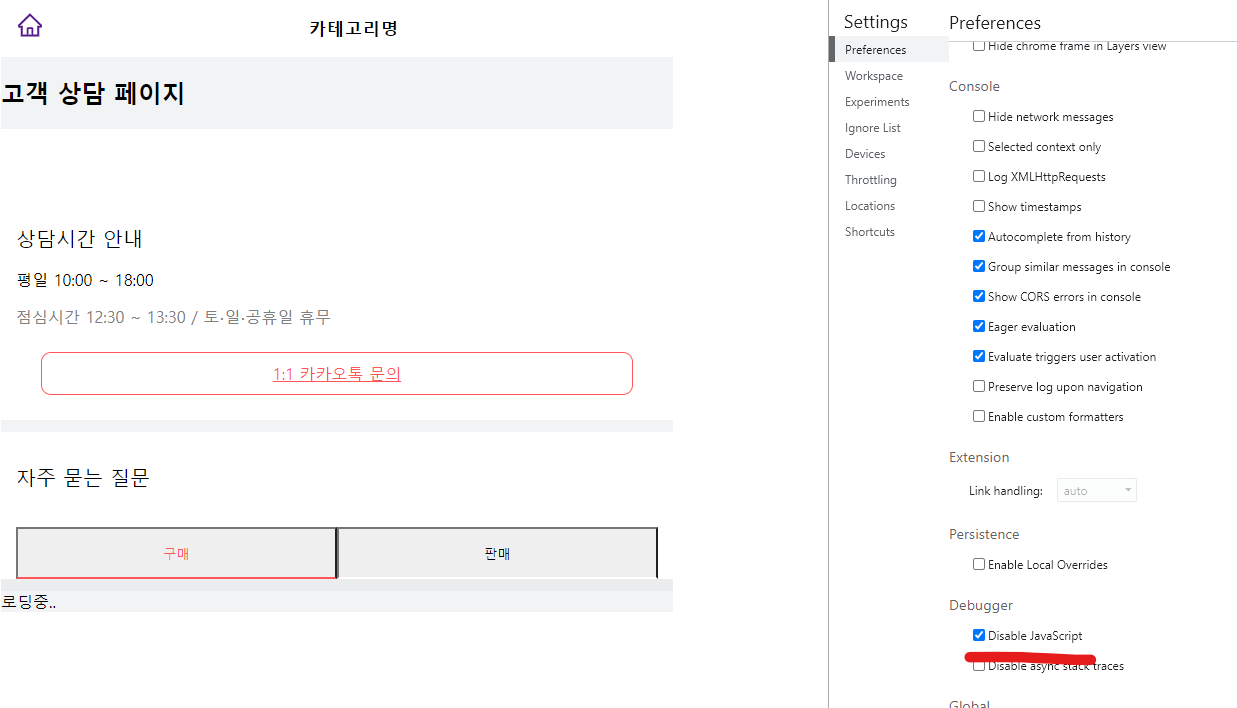 카테고리명
고객 상담 페이지
상담시간 안내
평일 10:00 ~ 18:00
점심시간 12:30 ~ 13:30 / 토·일·공휴일 휴무
1:1 카카오톡 문의
자주 묻는 질문
구매
판매
로딩중..
Settings
Preferences
Workspace
Experiments
Ignore List
Devices
Throttling
Locations
Shortcuts
Preferences
Hide chrome frame in Layers view
Console
Hide network messages
Selected context only
Log XMLHttpRequests
Show timestamps
Autocomplete from history
Group similar messages in console
Show CORS errors in console
Eager evaluation
Evaluate triggers user activation
Preserve log upon navigation
Enable custom formatters
Extension
Link handling: auto
Persistence
Enable Local Overrides
Debugger
Disable JavaScript
Disable async stack traces
Global